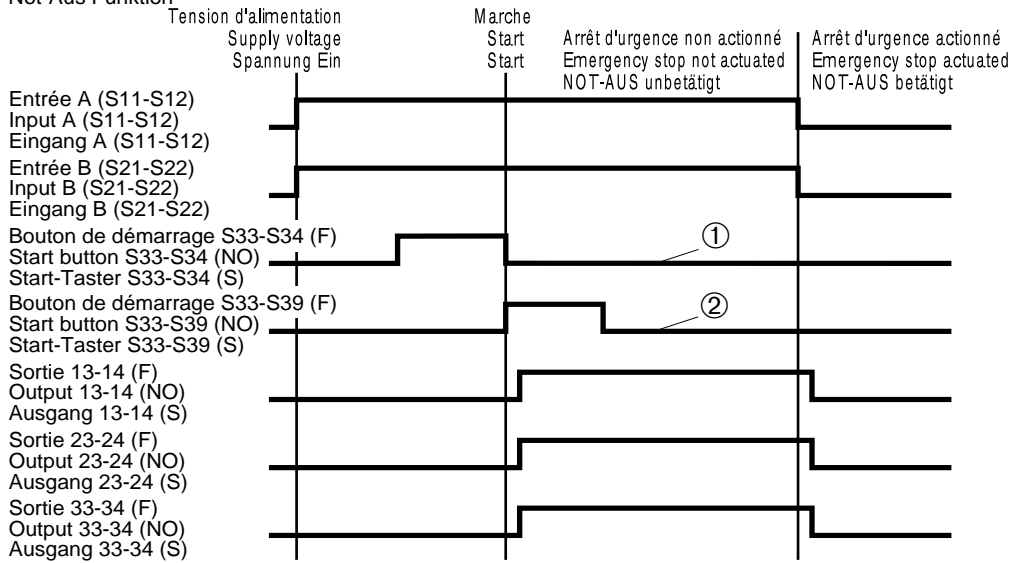 Not-Aus Funktion
Tension d'alimentation
Supply voltage
Spannung Ein
Marche
Start
Start
Arrêt d'urgence non actionné
Emergency stop not actuated
NOT-AUS unbetätigt
Arrêt d'urgence actionné
Emergency stop actuated
NOT-AUS betätigt
Entrée A (S11-S12)
Input A (S11-S12)
Eingang A (S11-S12)
Entrée B (S21-S22)
Input B (S21-S22)
Eingang B (S21-S22)
Bouton de démarrage S33-S34 (F)
Start button S33-S34 (NO)
Start-Taster S33-S34 (S)
①
Bouton de démarrage S33-S39 (F)
Start button S33-S39 (NO)
Start-Taster S33-S39 (S)
②
Sortie 13-14 (F)
Output 13-14 (NO)
Ausgang 13-14 (S)
Sortie 23-24 (F)
Output 23-24 (NO)
Ausgang 23-24 (S)
Sortie 33-34 (F)
Output 33-34 (NO)
Ausgang 33-34 (S)